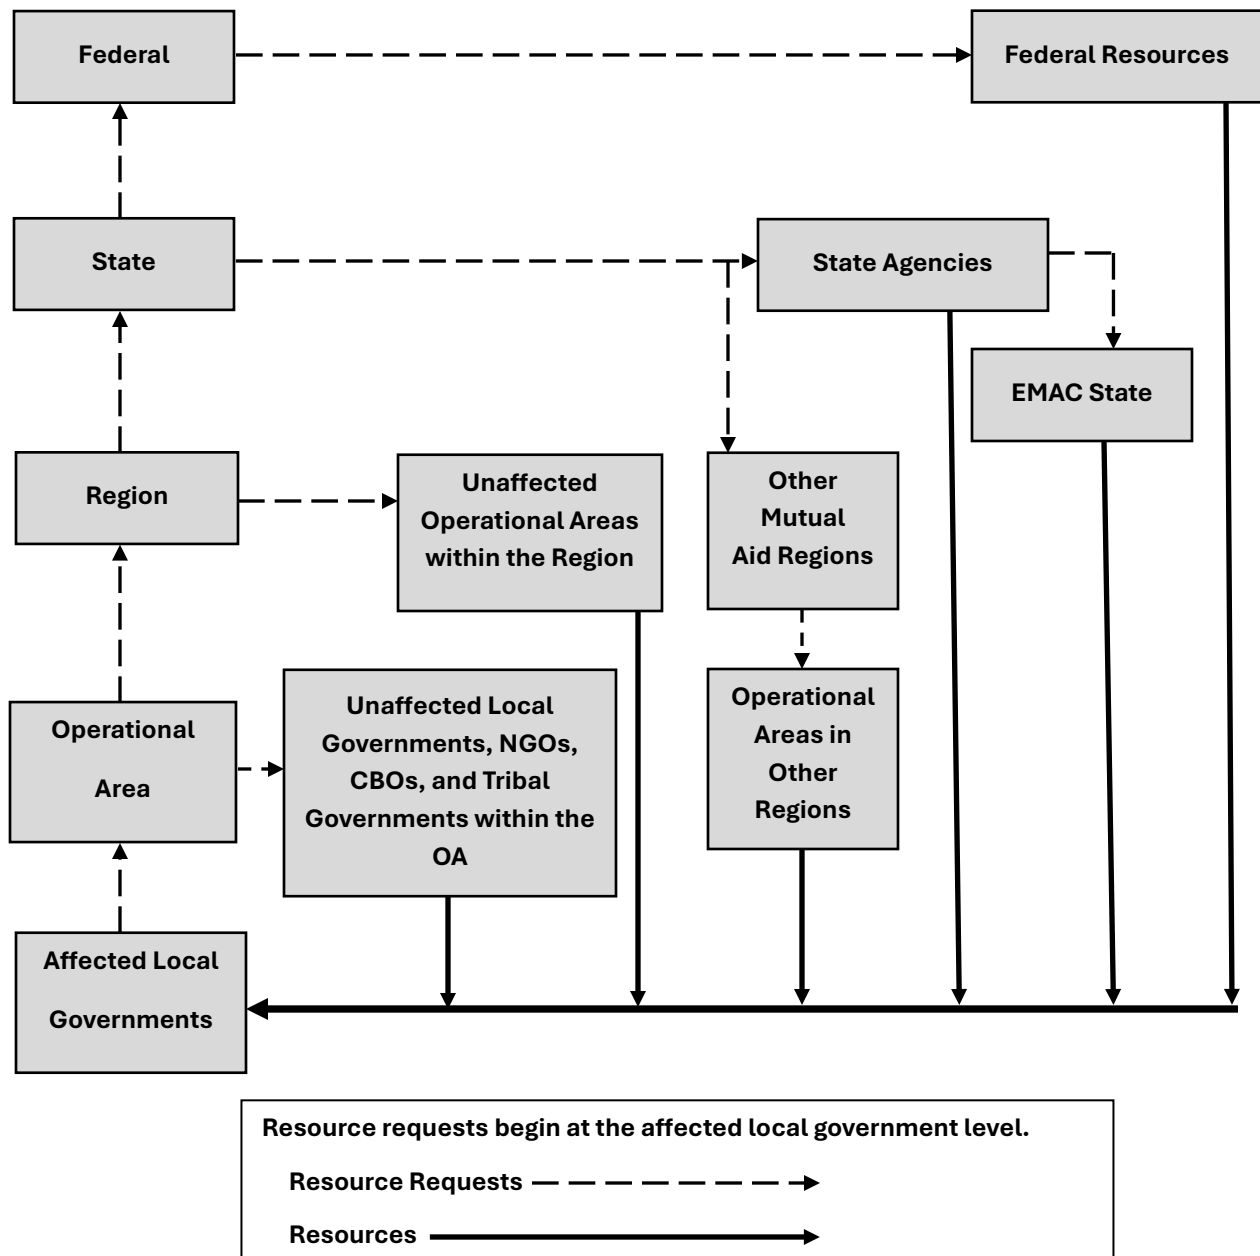 Federal
Federal Resources
State
State Agencies
EMAC State
Region
Unaffected
Operational Areas
within the Region
Other
Mutual
Aid Regions
Operational
Area
Unaffected Local
Governments, NGOs,
CBOs, and Tribal
Governments within the
OA
Operational
Areas in
Other
Regions
Affected Local
Governments
Resource requests begin at the affected local government level.
Resource Requests
Resources